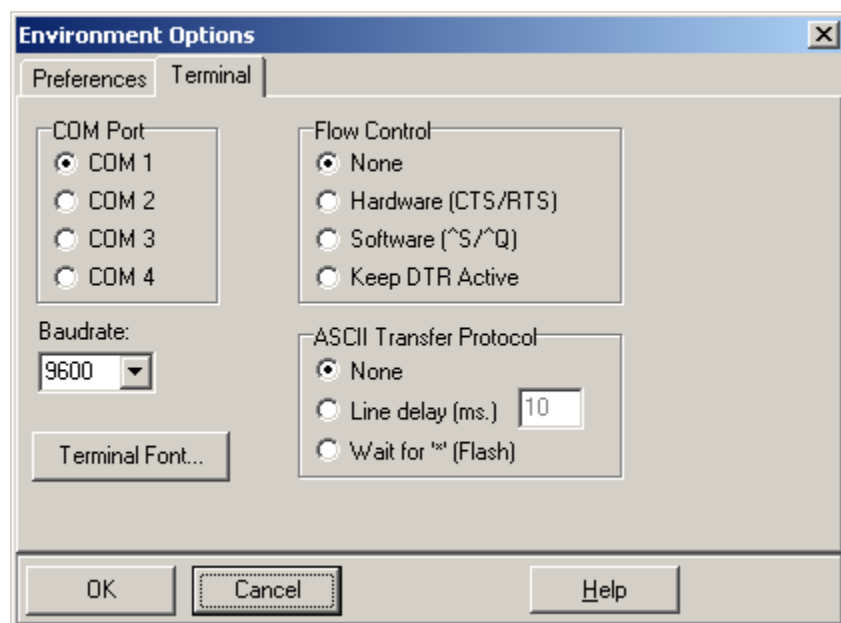 Environment Options
Preferences
Terminal
COM Port
COM 1
COM 2
COM 3
COM 4
Baudrate:
9600
Terminal Font...
Flow Control
None
Hardware (CTS/RTS)
Software (^S/^Q)
Keep DTR Active
ASCII Transfer Protocol
None
Line delay (ms.) 10
Wait for '*' (Flash)
OK
Cancel
Help